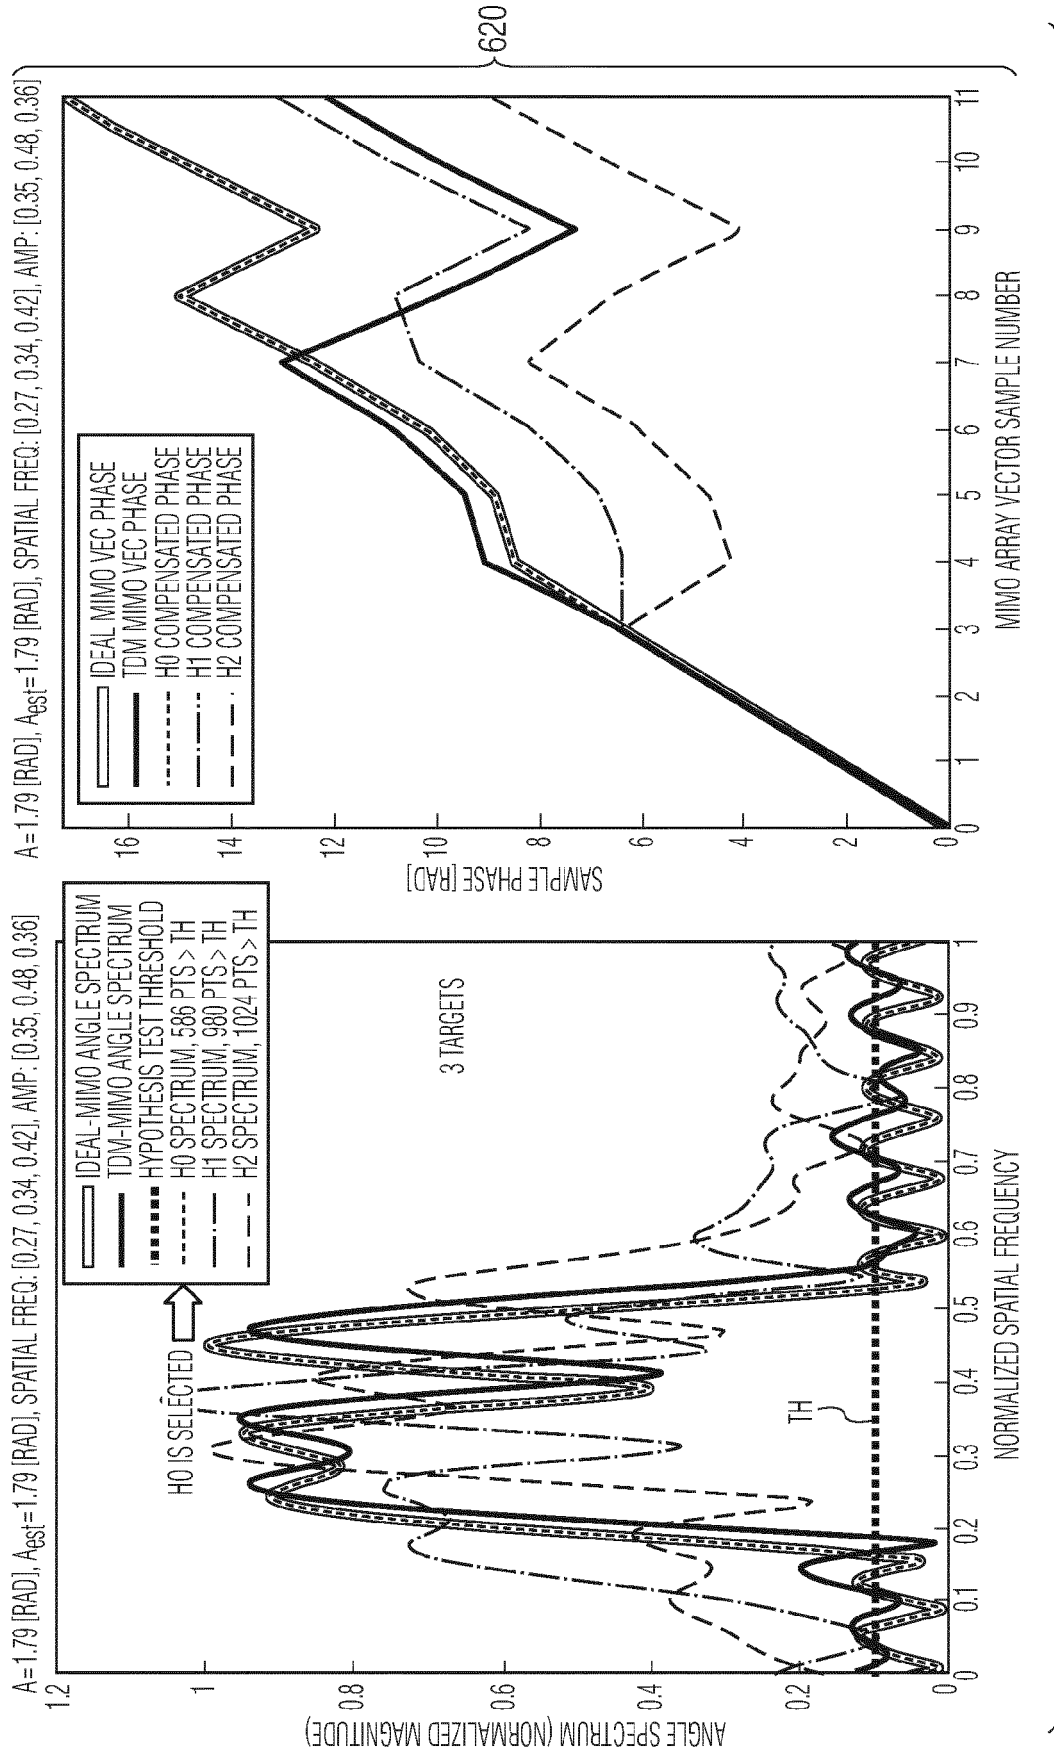 A=1.79 [RAD], Aest=1.79 [RAD], SPATIAL FREQ: [0.27, 0.34, 0.42], AMP: [0.35, 0.48, 0.36]
IDEAL-MIMO ANGLE SPECTRUM
TDM-MIMO ANGLE SPECTRUM
HYPOTHESIS TEST THRESHOLD
H0 SPECTRUM, 586 PTS > TH
H1 SPECTRUM, 980 PTS > TH
H2 SPECTRUM, 1024 PTS > TH
H0 IS SELECTED
3 TARGETS
TH
ANGLE SPECTRUM (NORMALIZED MAGNITUDE)
1.2
1
0.8
0.6
0.4
0.2
0
0
0.1
0.2
0.3
0.4
0.5
0.6
0.7
0.8
0.9
1
NORMALIZED SPATIAL FREQUENCY
A=1.79 [RAD], Aest=1.79 [RAD], SPATIAL FREQ: [0.27, 0.34, 0.42], AMP: [0.35, 0.48, 0.36]
IDEAL MIMO VEC PHASE
TDM MIMO VEC PHASE
H0 COMPENSATED PHASE
H1 COMPENSATED PHASE
H2 COMPENSATED PHASE
SAMPLE PHASE [RAD]
16
14
12
10
8
6
4
2
0
0
1
2
3
4
5
6
7
8
9
10
11
MIMO ARRAY VECTOR SAMPLE NUMBER
620